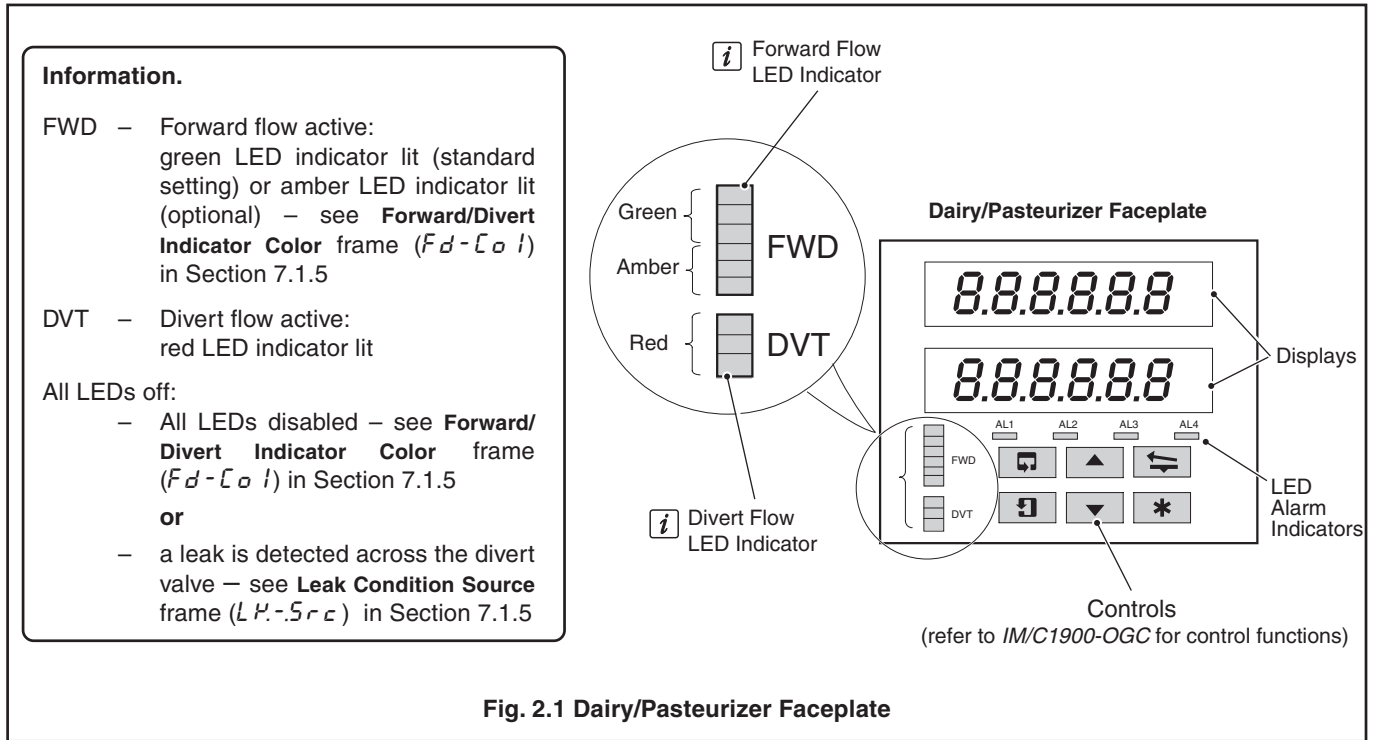 Information.
FWD – Forward flow active:
green LED indicator lit (standard
setting) or amber LED indicator lit
(optional) – see Forward/Divert
Indicator Color frame (Fd-Col)
in Section 7.1.5
DVT – Divert flow active:
red LED indicator lit
All LEDs off:
– All LEDs disabled – see Forward/
Divert Indicator Color frame
(Fd-Col) in Section 7.1.5
or
– a leak is detected across the divert
valve – see Leak Condition Source
frame (LK.-.Src) in Section 7.1.5
i Forward Flow
LED Indicator
Green
Amber
FWD
Red
DVT
i Divert Flow
LED Indicator
Dairy/Pasteurizer Faceplate
8.8.8.8.8.8
8.8.8.8.8.8
Displays
AL1 AL2 AL3 AL4
FWD
DVT
LED
Alarm
Indicators
Controls
(refer to IM/C1900-OGC for control functions)
Fig. 2.1 Dairy/Pasteurizer Faceplate